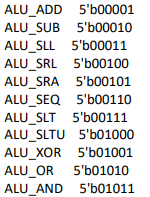 ALU_ADD 5'b00001
ALU_SUB 5'b00010
ALU_SLL 5'b00011
ALU_SRL 5'b00100
ALU_SRA 5'b00101
ALU_SEQ 5'b00110
ALU_SLT 5'b00111
ALU_SLTU 5'b01000
ALU_XOR 5'b01001
ALU_OR 5'b01010
ALU_AND 5'b01011